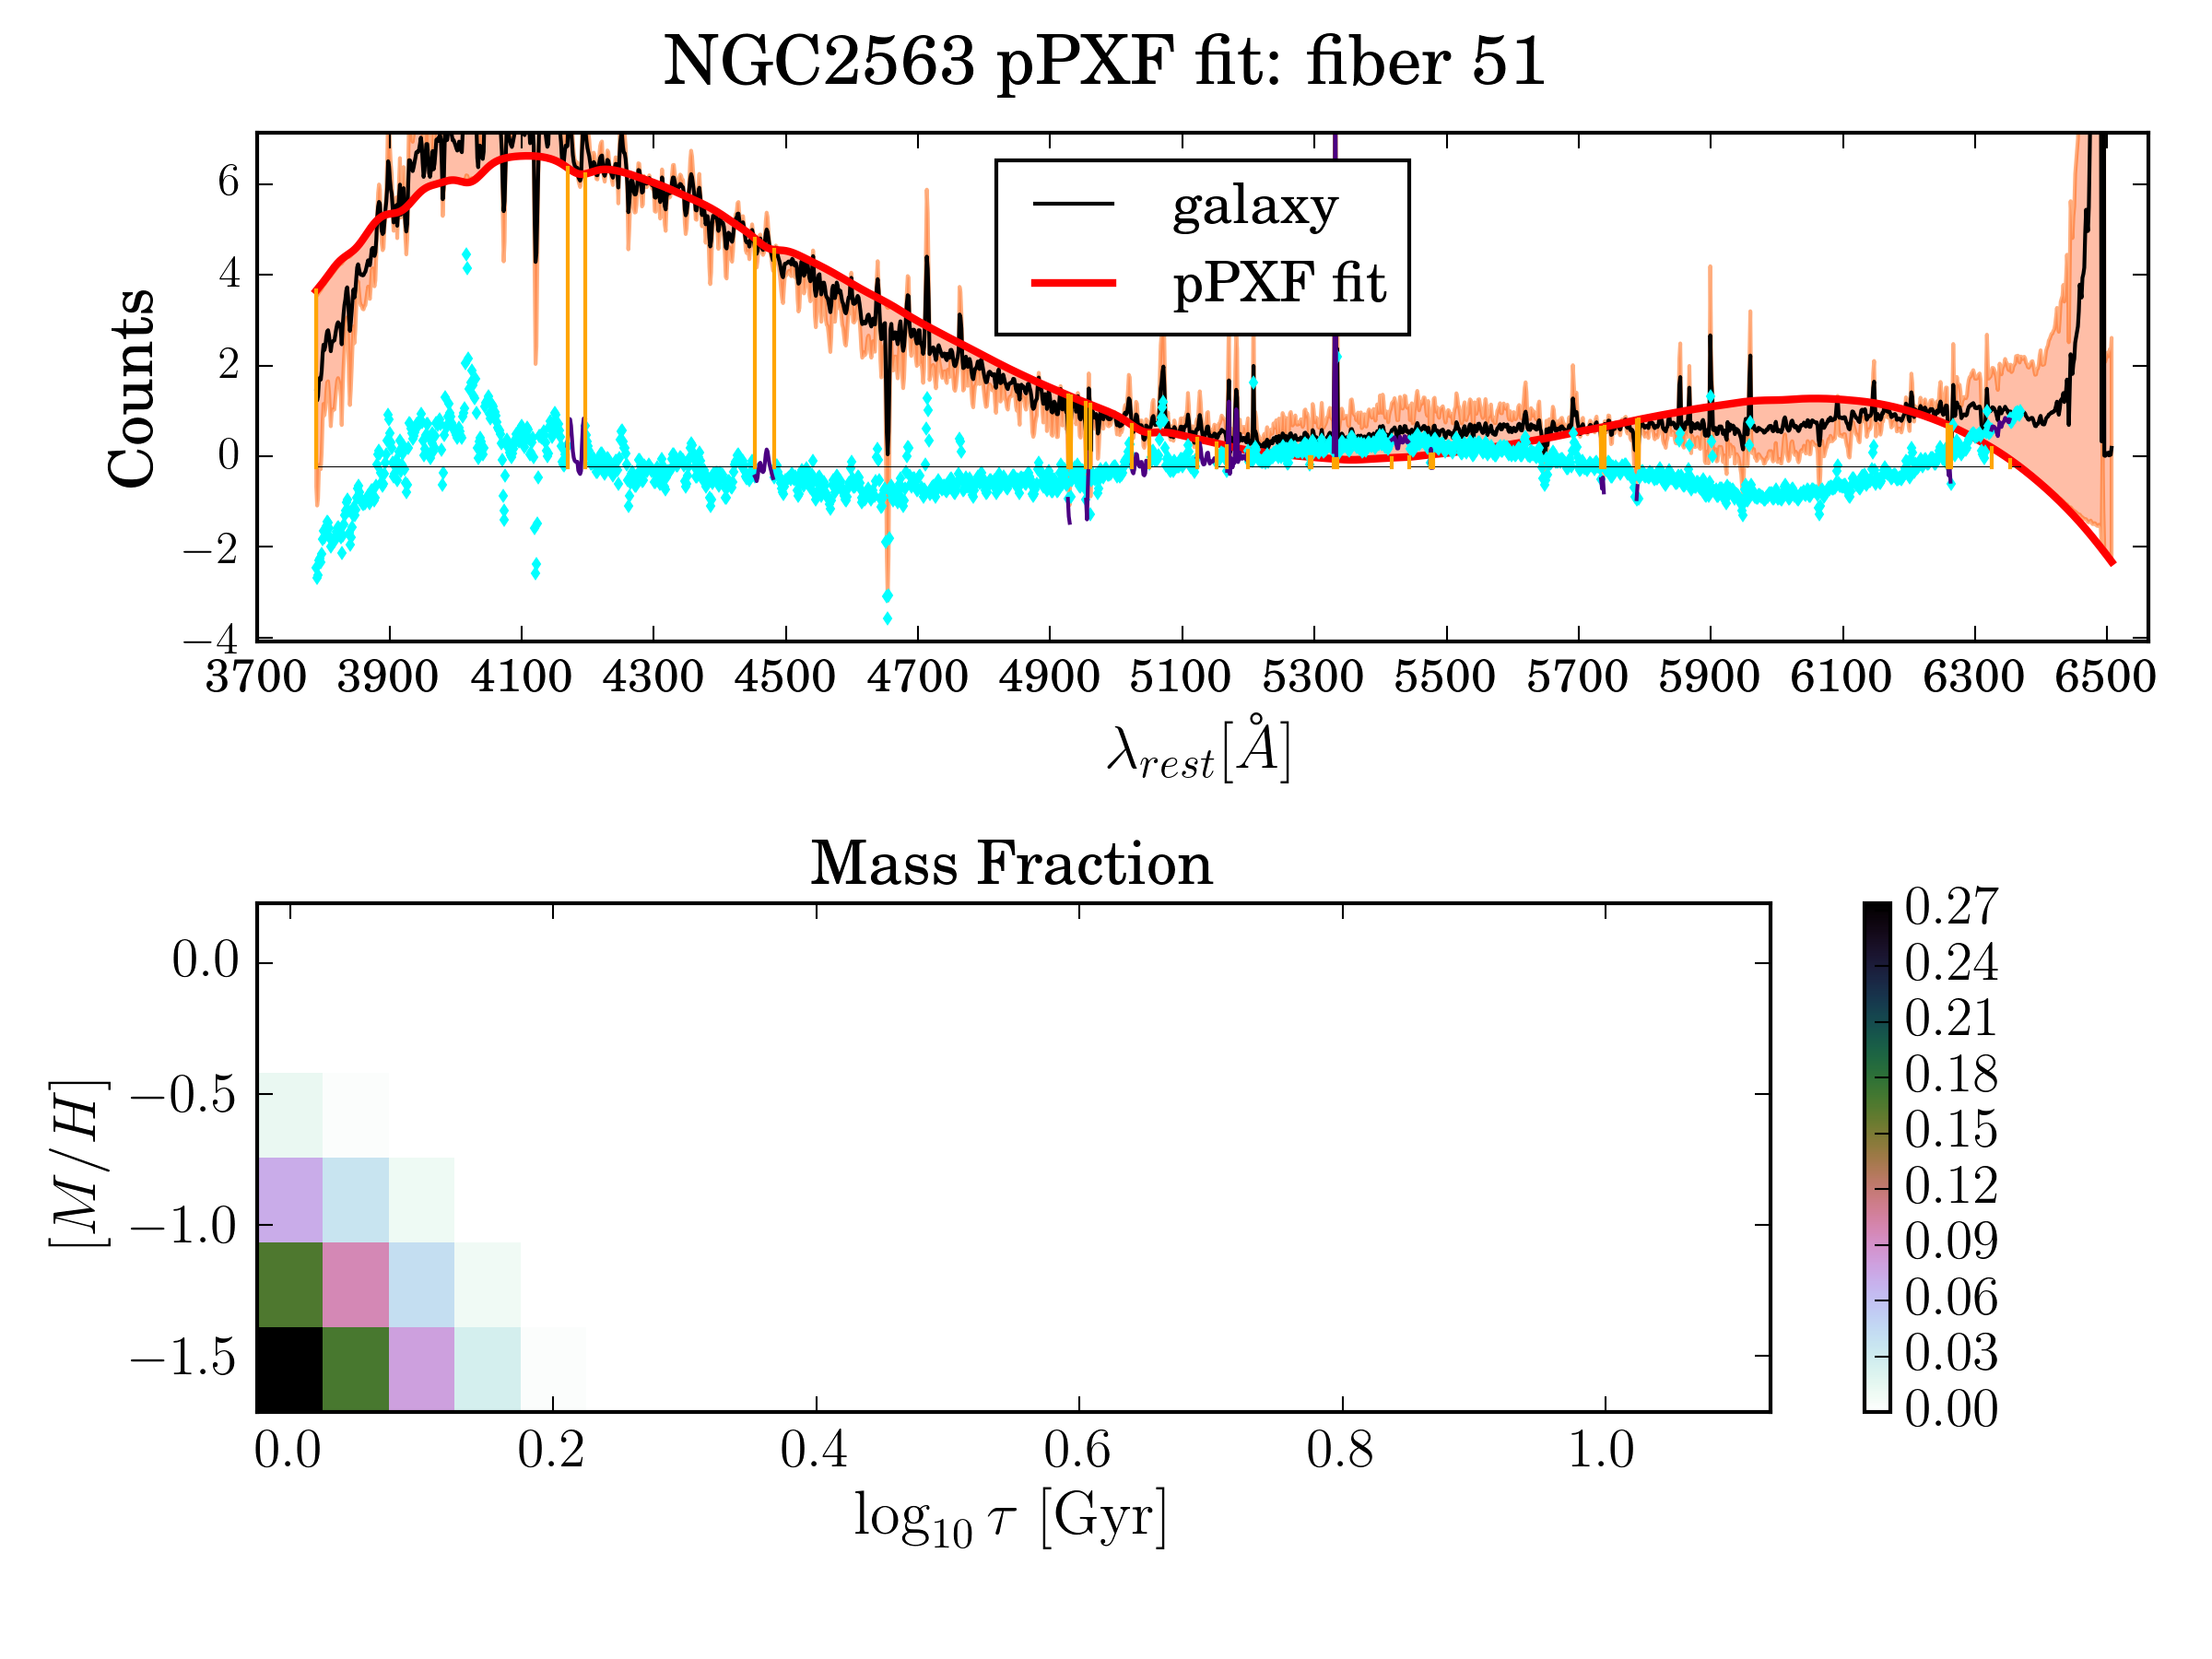 NGC2563 pPXF fit: fiber 51
galaxy
pPXF fit
Counts
6
4
2
0
−2
−4
3700 3900 4100 4300 4500 4700 4900 5100 5300 5500 5700 5900 6100 6300 6500
λrest[Å]
Mass Fraction
[M/H]
0.0
−0.5
−1.0
−1.5
0.0 0.2 0.4 0.6 0.8 1.0
log10 τ [Gyr]
0.27
0.24
0.21
0.18
0.15
0.12
0.09
0.06
0.03
0.00